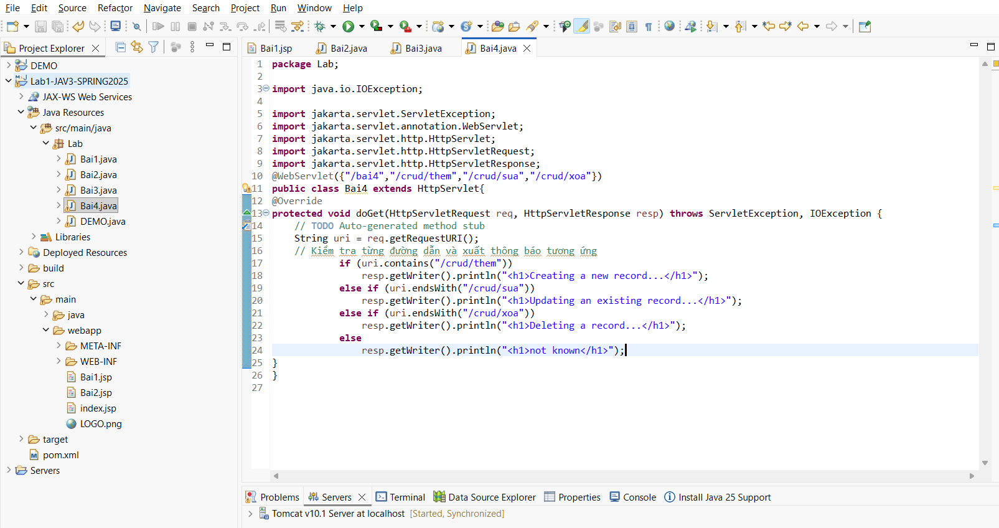 File Edit Source Refactor Navigate Search Project Run Window Help
Project Explorer
DEMO
Lab1-JAV3-SPRING2025
JAX-WS Web Services
Java Resources
src/main/java
Lab
Bai1.java
Bai2.java
Bai3.java
Bai4.java
DEMO.java
Libraries
Deployed Resources
build
src
main
java
webapp
META-INF
WEB-INF
Bai1.jsp
Bai2.jsp
index.jsp
LOGO.png
target
pom.xml
Servers
Bai1.jsp Bai2.java Bai3.java Bai4.java
1 package Lab;
2
3 import java.io.IOException;
4
5 import jakarta.servlet.ServletException;
6 import jakarta.servlet.annotation.WebServlet;
7 import jakarta.servlet.http.HttpServlet;
8 import jakarta.servlet.http.HttpServletRequest;
9 import jakarta.servlet.http.HttpServletResponse;
10 @WebServlet({"/bai4","/crud/them","/crud/sua","/crud/xoa"})
11 public class Bai4 extends HttpServlet{
12 @Override
13 protected void doGet(HttpServletRequest req, HttpServletResponse resp) throws ServletException, IOException {
14 // TODO Auto-generated method stub
15 String uri = req.getRequestURI();
16 // Kiểm tra từng đường dẫn và xuất thông báo tương ứng
17 if (uri.contains("/crud/them"))
18 resp.getWriter().println("<h1>Creating a new record...</h1>");
19 else if (uri.endsWith("/crud/sua"))
20 resp.getWriter().println("<h1>Updating an existing record...</h1>");
21 else if (uri.endsWith("/crud/xoa"))
22 resp.getWriter().println("<h1>Deleting a record...</h1>");
23 else
24 resp.getWriter().println("<h1>not known</h1>");
25 }
26 }
27
Problems Servers Terminal Data Source Explorer Properties Console Install Java 25 Support
Tomcat v10.1 Server at localhost [Started, Synchronized]